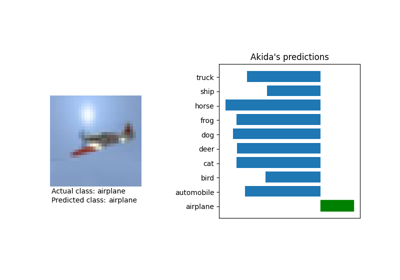 Akida's predictions
truck
ship
horse
frog
dog
deer
cat
bird
automobile
airplane
Actual class: airplane
Predicted class: airplane